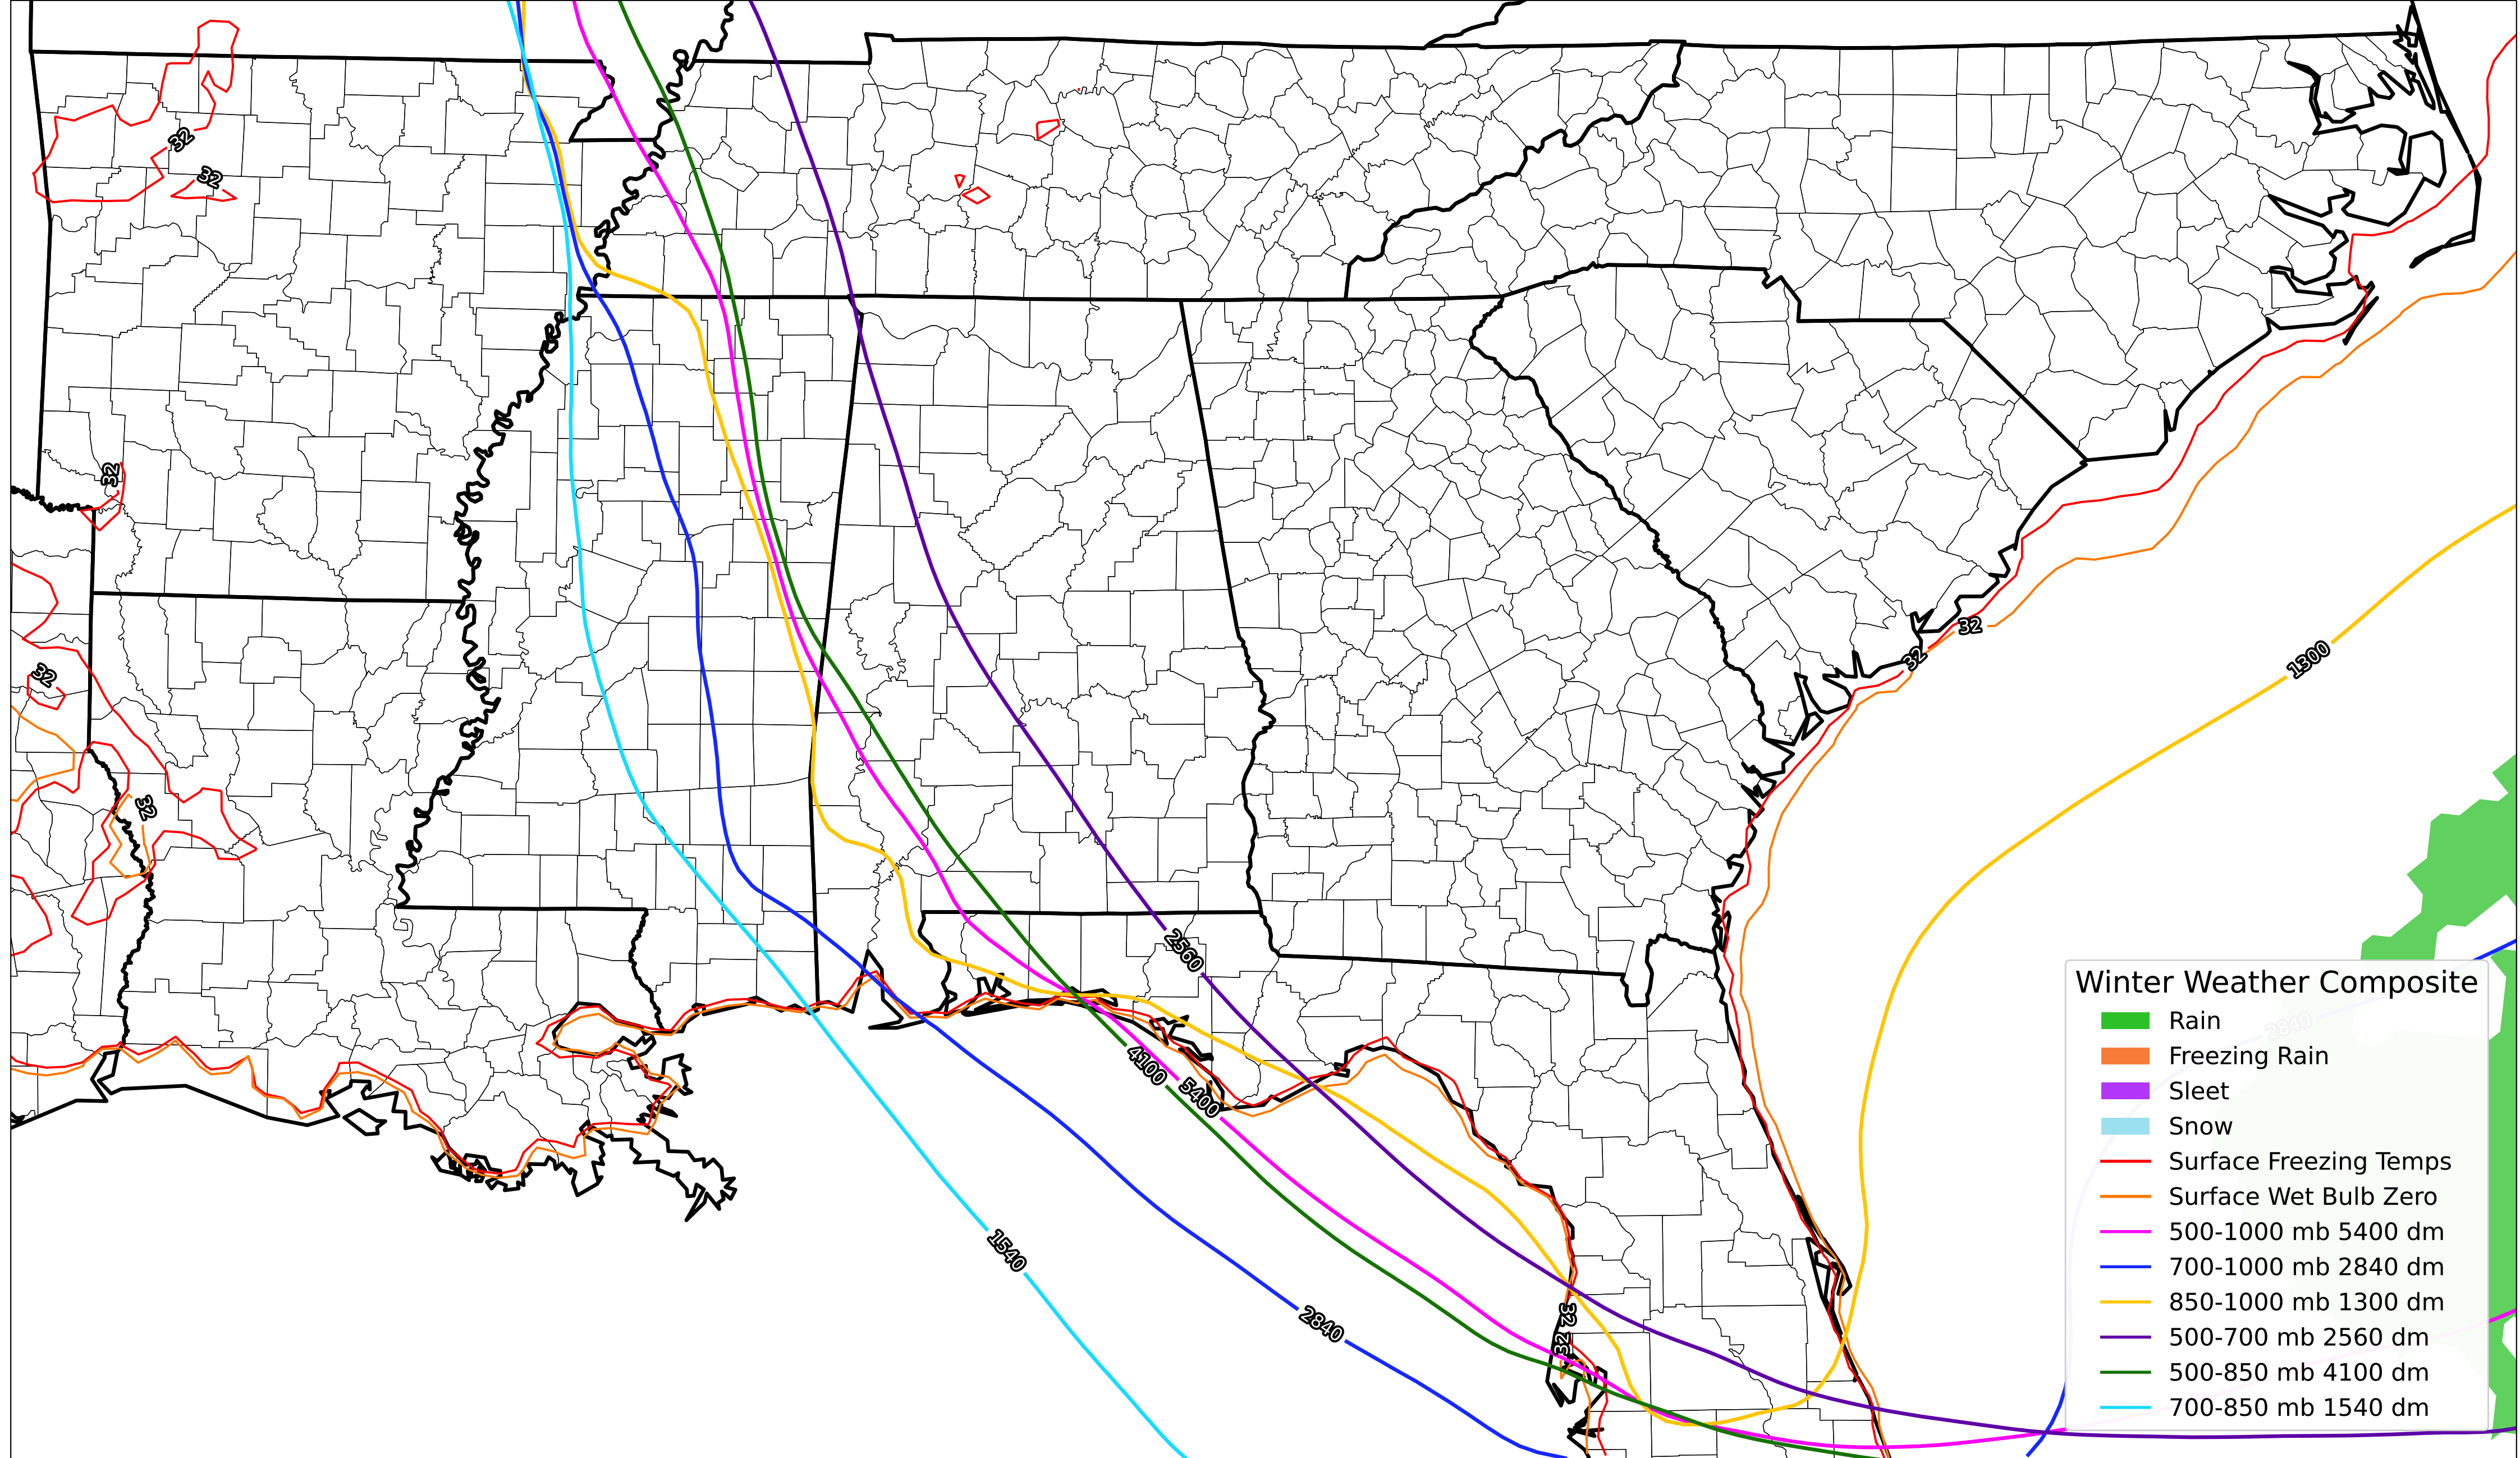 32
32
32
32
32
1300
32
32
2560
2840
4100
5400
1540
2840
32
32
Winter Weather Composite
Rain
Freezing Rain
Sleet
Snow
Surface Freezing Temps
Surface Wet Bulb Zero
500-1000 mb 5400 dm
700-1000 mb 2840 dm
850-1000 mb 1300 dm
500-700 mb 2560 dm
500-850 mb 4100 dm
700-850 mb 1540 dm